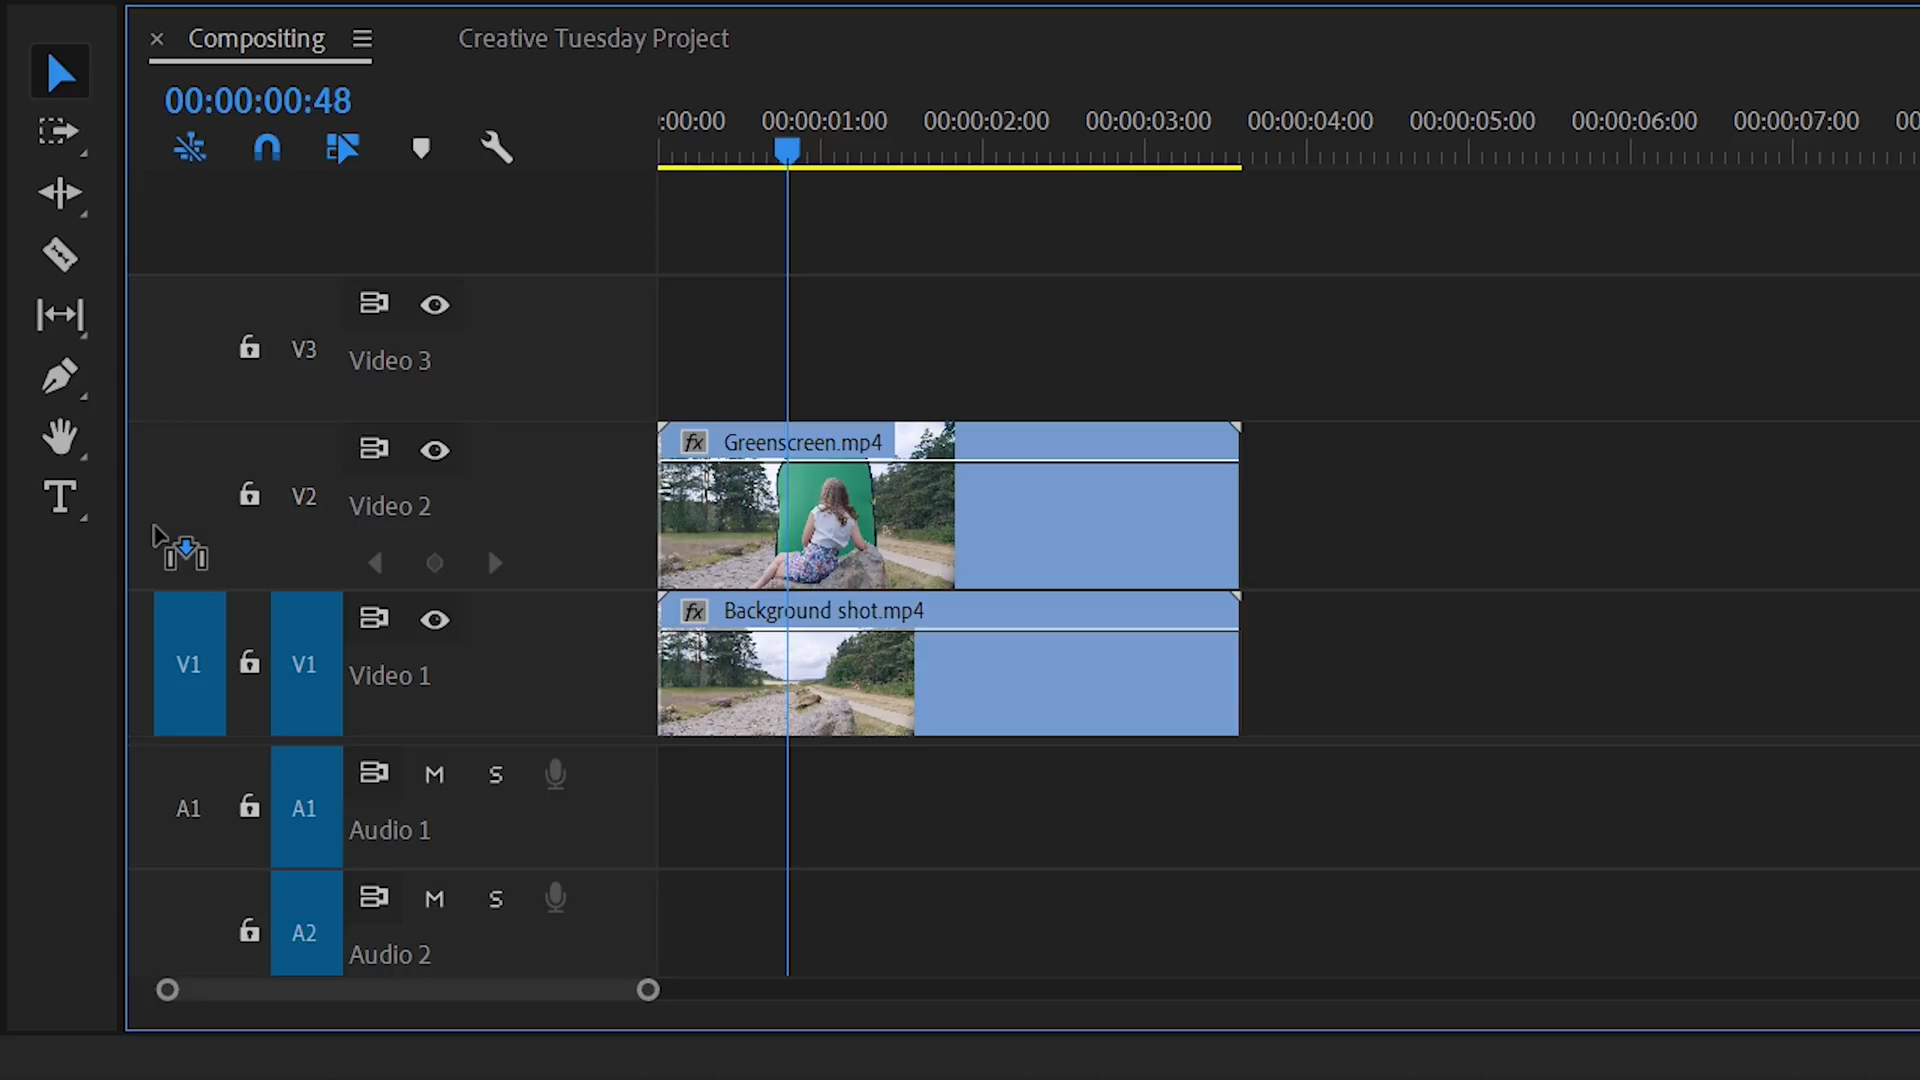 Compositing
Creative Tuesday Project
00:00:00:48
:00:00 00:00:01:00 00:00:02:00 00:00:03:00 00:00:04:00 00:00:05:00 00:00:06:00 00:00:07:00 00
V3
Video 3
fx Greenscreen.mp4
V2
Video 2
fx Background shot.mp4
V1 V1
Video 1
M S
A1 A1
Audio 1
M S
A2
Audio 2